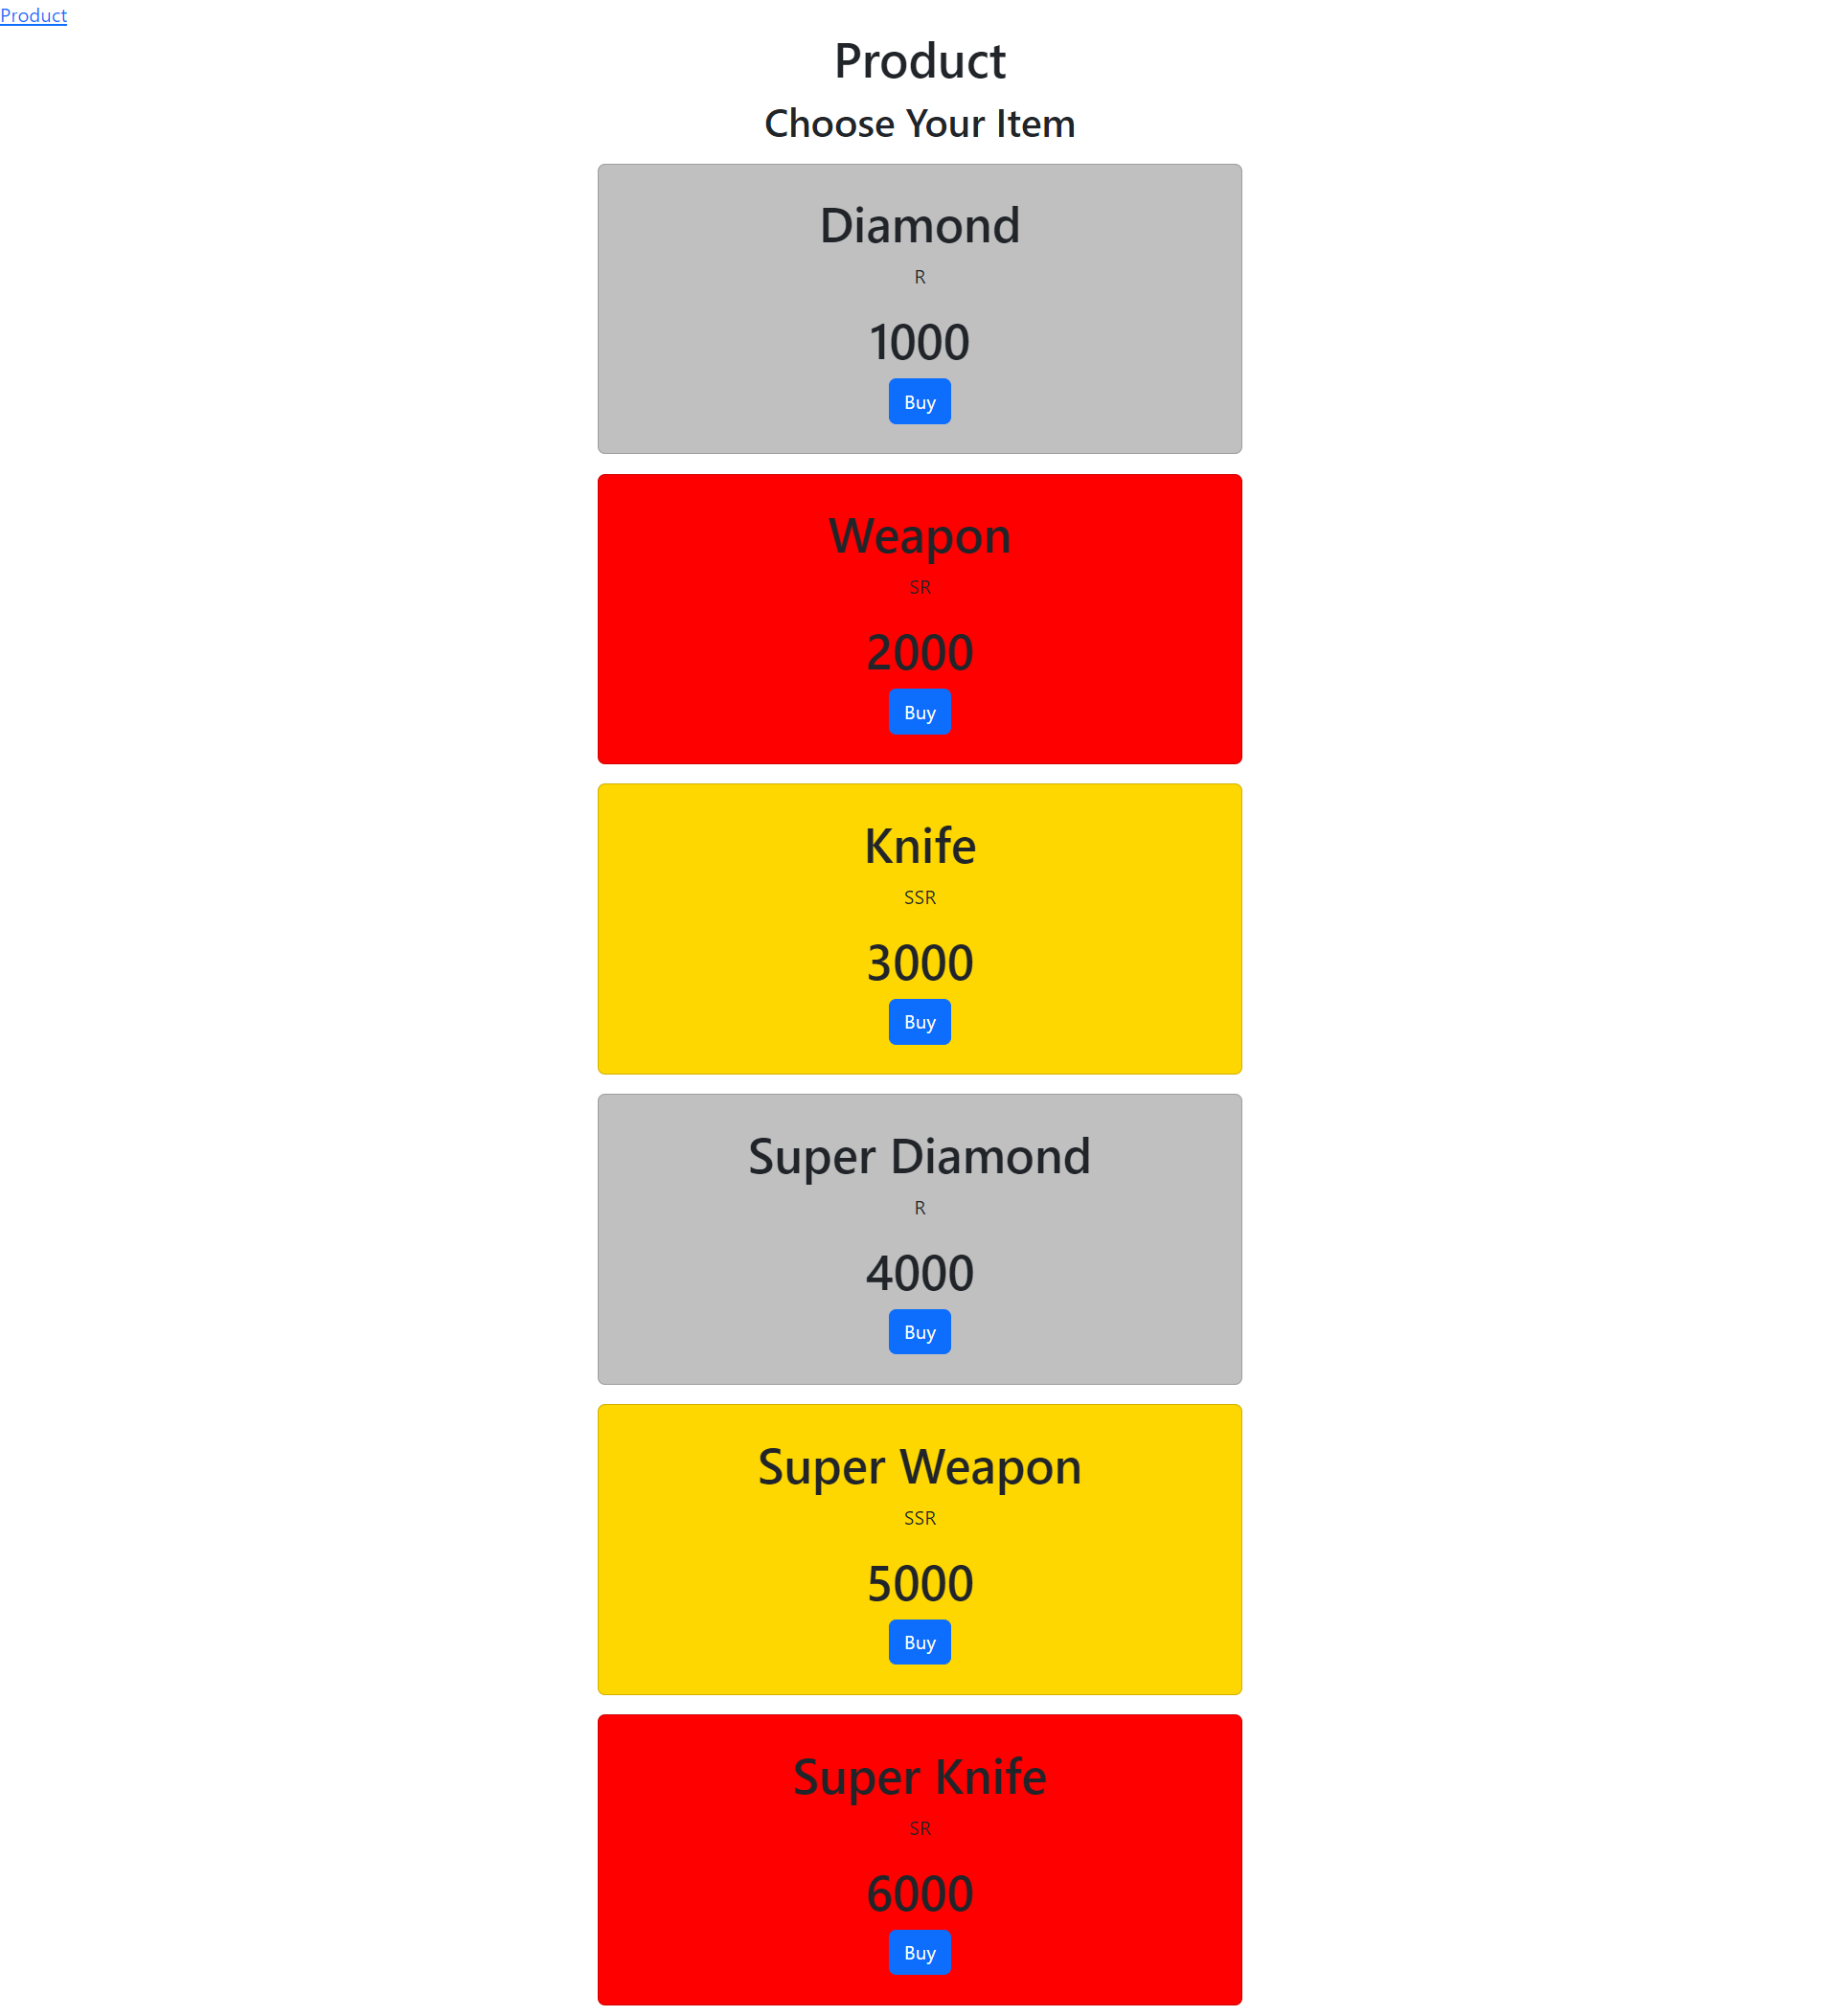 Product
Product
Choose Your Item
Diamond
R
1000
Buy
Weapon
SR
2000
Buy
Knife
SSR
3000
Buy
Super Diamond
R
4000
Buy
Super Weapon
SSR
5000
Buy
Super Knife
SR
6000
Buy